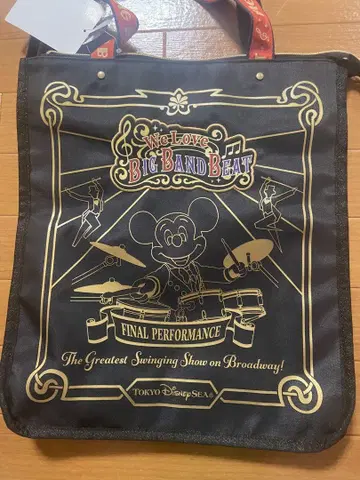 We Love
BIG BAND BEAT
FINAL PERFORMANCE
The Greatest Swinging Show on Broadway!
TOKYO DISNEYSEA®